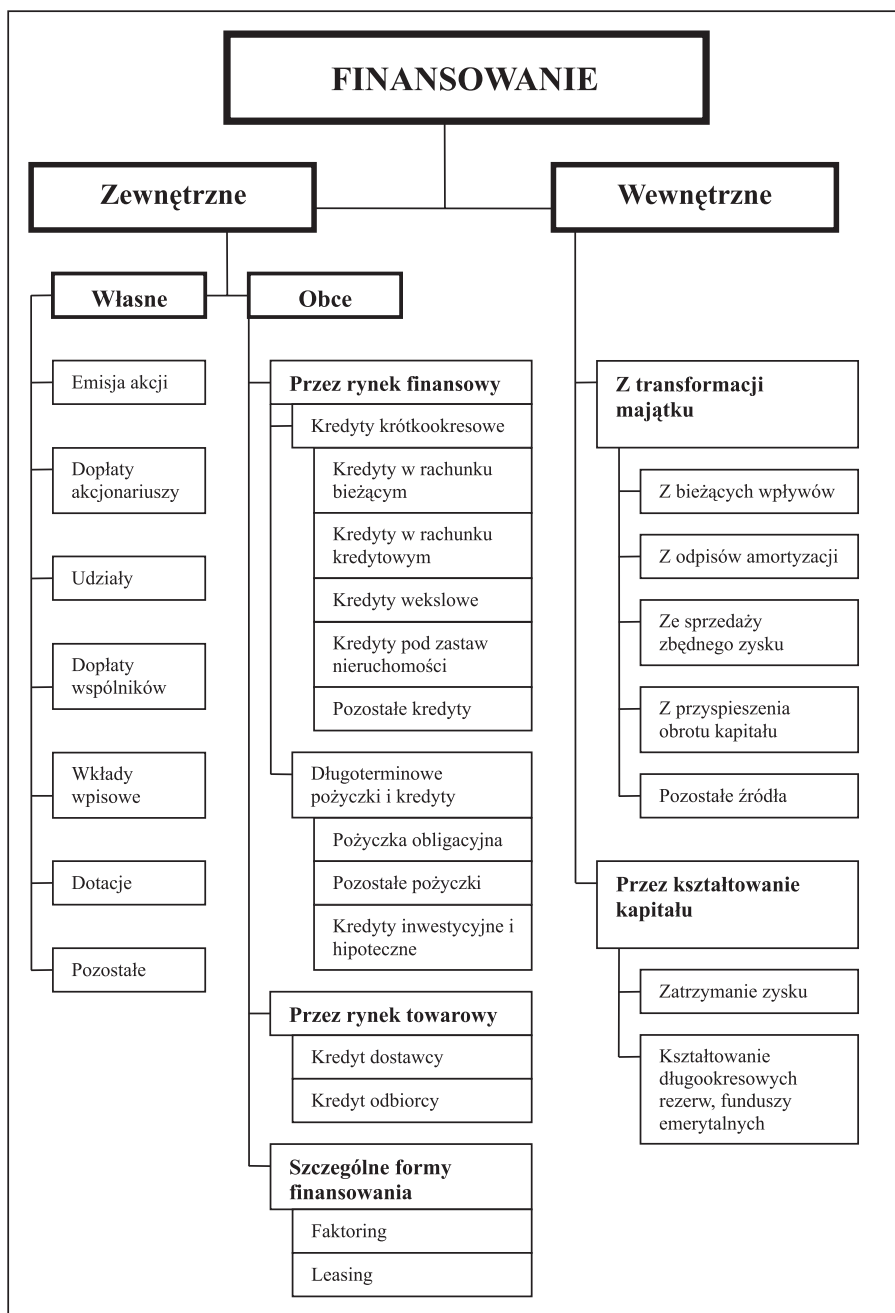 FINANSOWANIE
Zewnętrzne
Wewnętrzne
Własne
Obce
Emisja akcji
Dopłaty
akcjonariuszy
Udziały
Dopłaty
wspólników
Wkłady
wpisowe
Dotacje
Pozostałe
Przez rynek finansowy
Kredyty krótkookresowe
Kredyty w rachunku
bieżącym
Kredyty w rachunku
kredytowym
Kredyty wekslowe
Kredyty pod zastaw
nieruchomości
Pozostałe kredyty
Długoterminowe
pożyczki i kredyty
Pożyczka obligacyjna
Pozostałe pożyczki
Kredyty inwestycyjne i
hipoteczne
Przez rynek towarowy
Kredyt dostawcy
Kredyt odbiorcy
Szczególne formy
finansowania
Faktoring
Leasing
Z transformacji
majątku
Z bieżących wpływów
Z odpisów amortyzacji
Ze sprzedaży
zbędnego zysku
Z przyspieszenia
obrotu kapitału
Pozostałe źródła
Przez kształtowanie
kapitału
Zatrzymanie zysku
Kształtowanie
długookresowych
rezerw, funduszy
emerytalnych